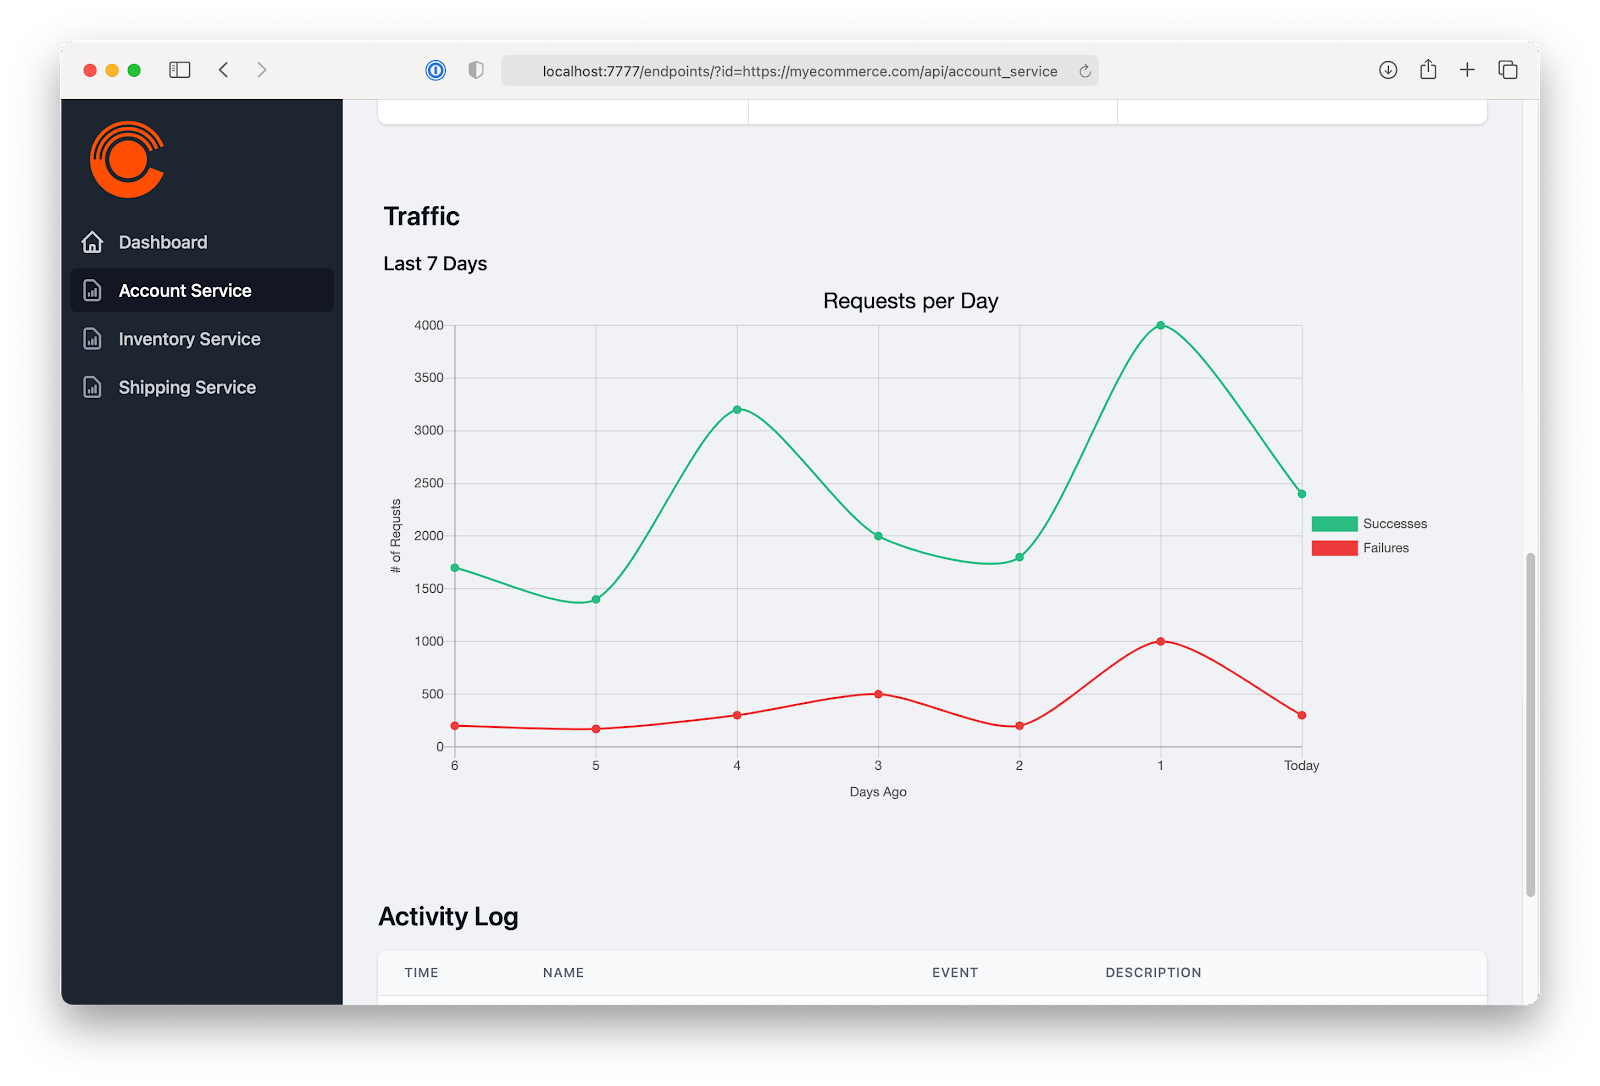 localhost:7777/endpoints/?id=https://myecommerce.com/api/account_service
Dashboard
Account Service
Inventory Service
Shipping Service
Traffic
Last 7 Days
Requests per Day
4000
3500
3000
2500
2000
1500
1000
500
0
# of Requsts
6 5 4 3 2 1 Today
Days Ago
Successes
Failures
Activity Log
TIME NAME EVENT DESCRIPTION